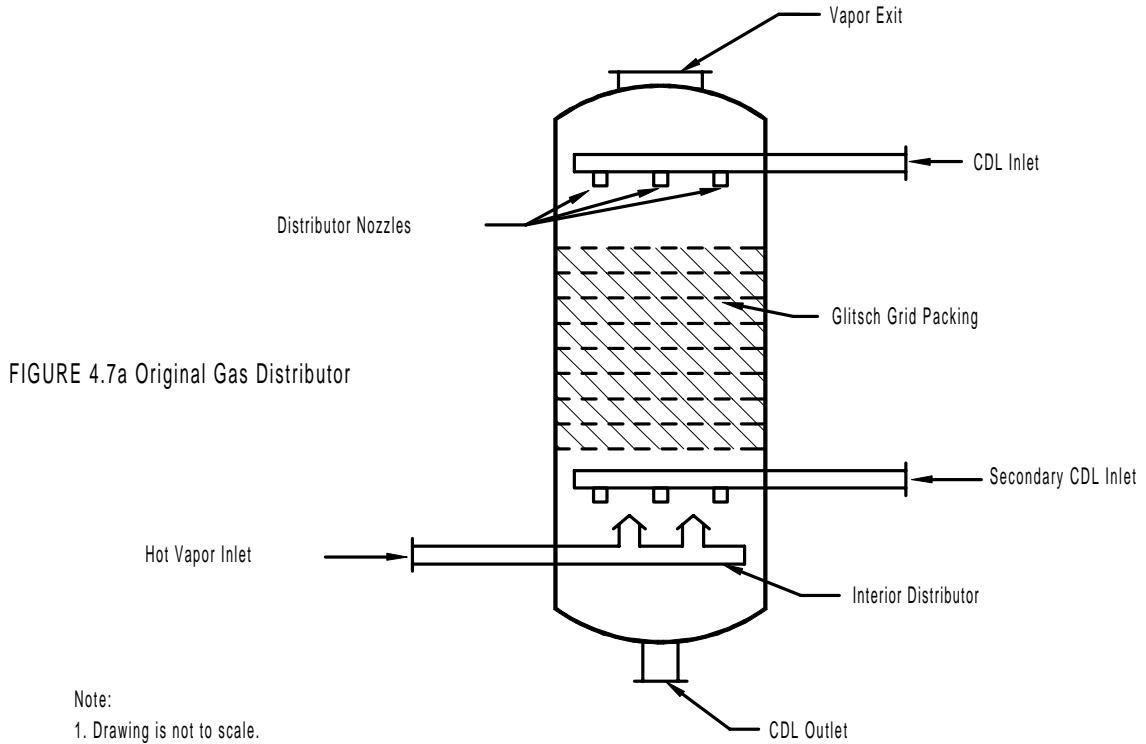 Vapor Exit
CDL Inlet
Distributor Nozzles
Glitsch Grid Packing
FIGURE 4.7a Original Gas Distributor
Secondary CDL Inlet
Hot Vapor Inlet
Interior Distributor
Note:
1. Drawing is not to scale.
CDL Outlet